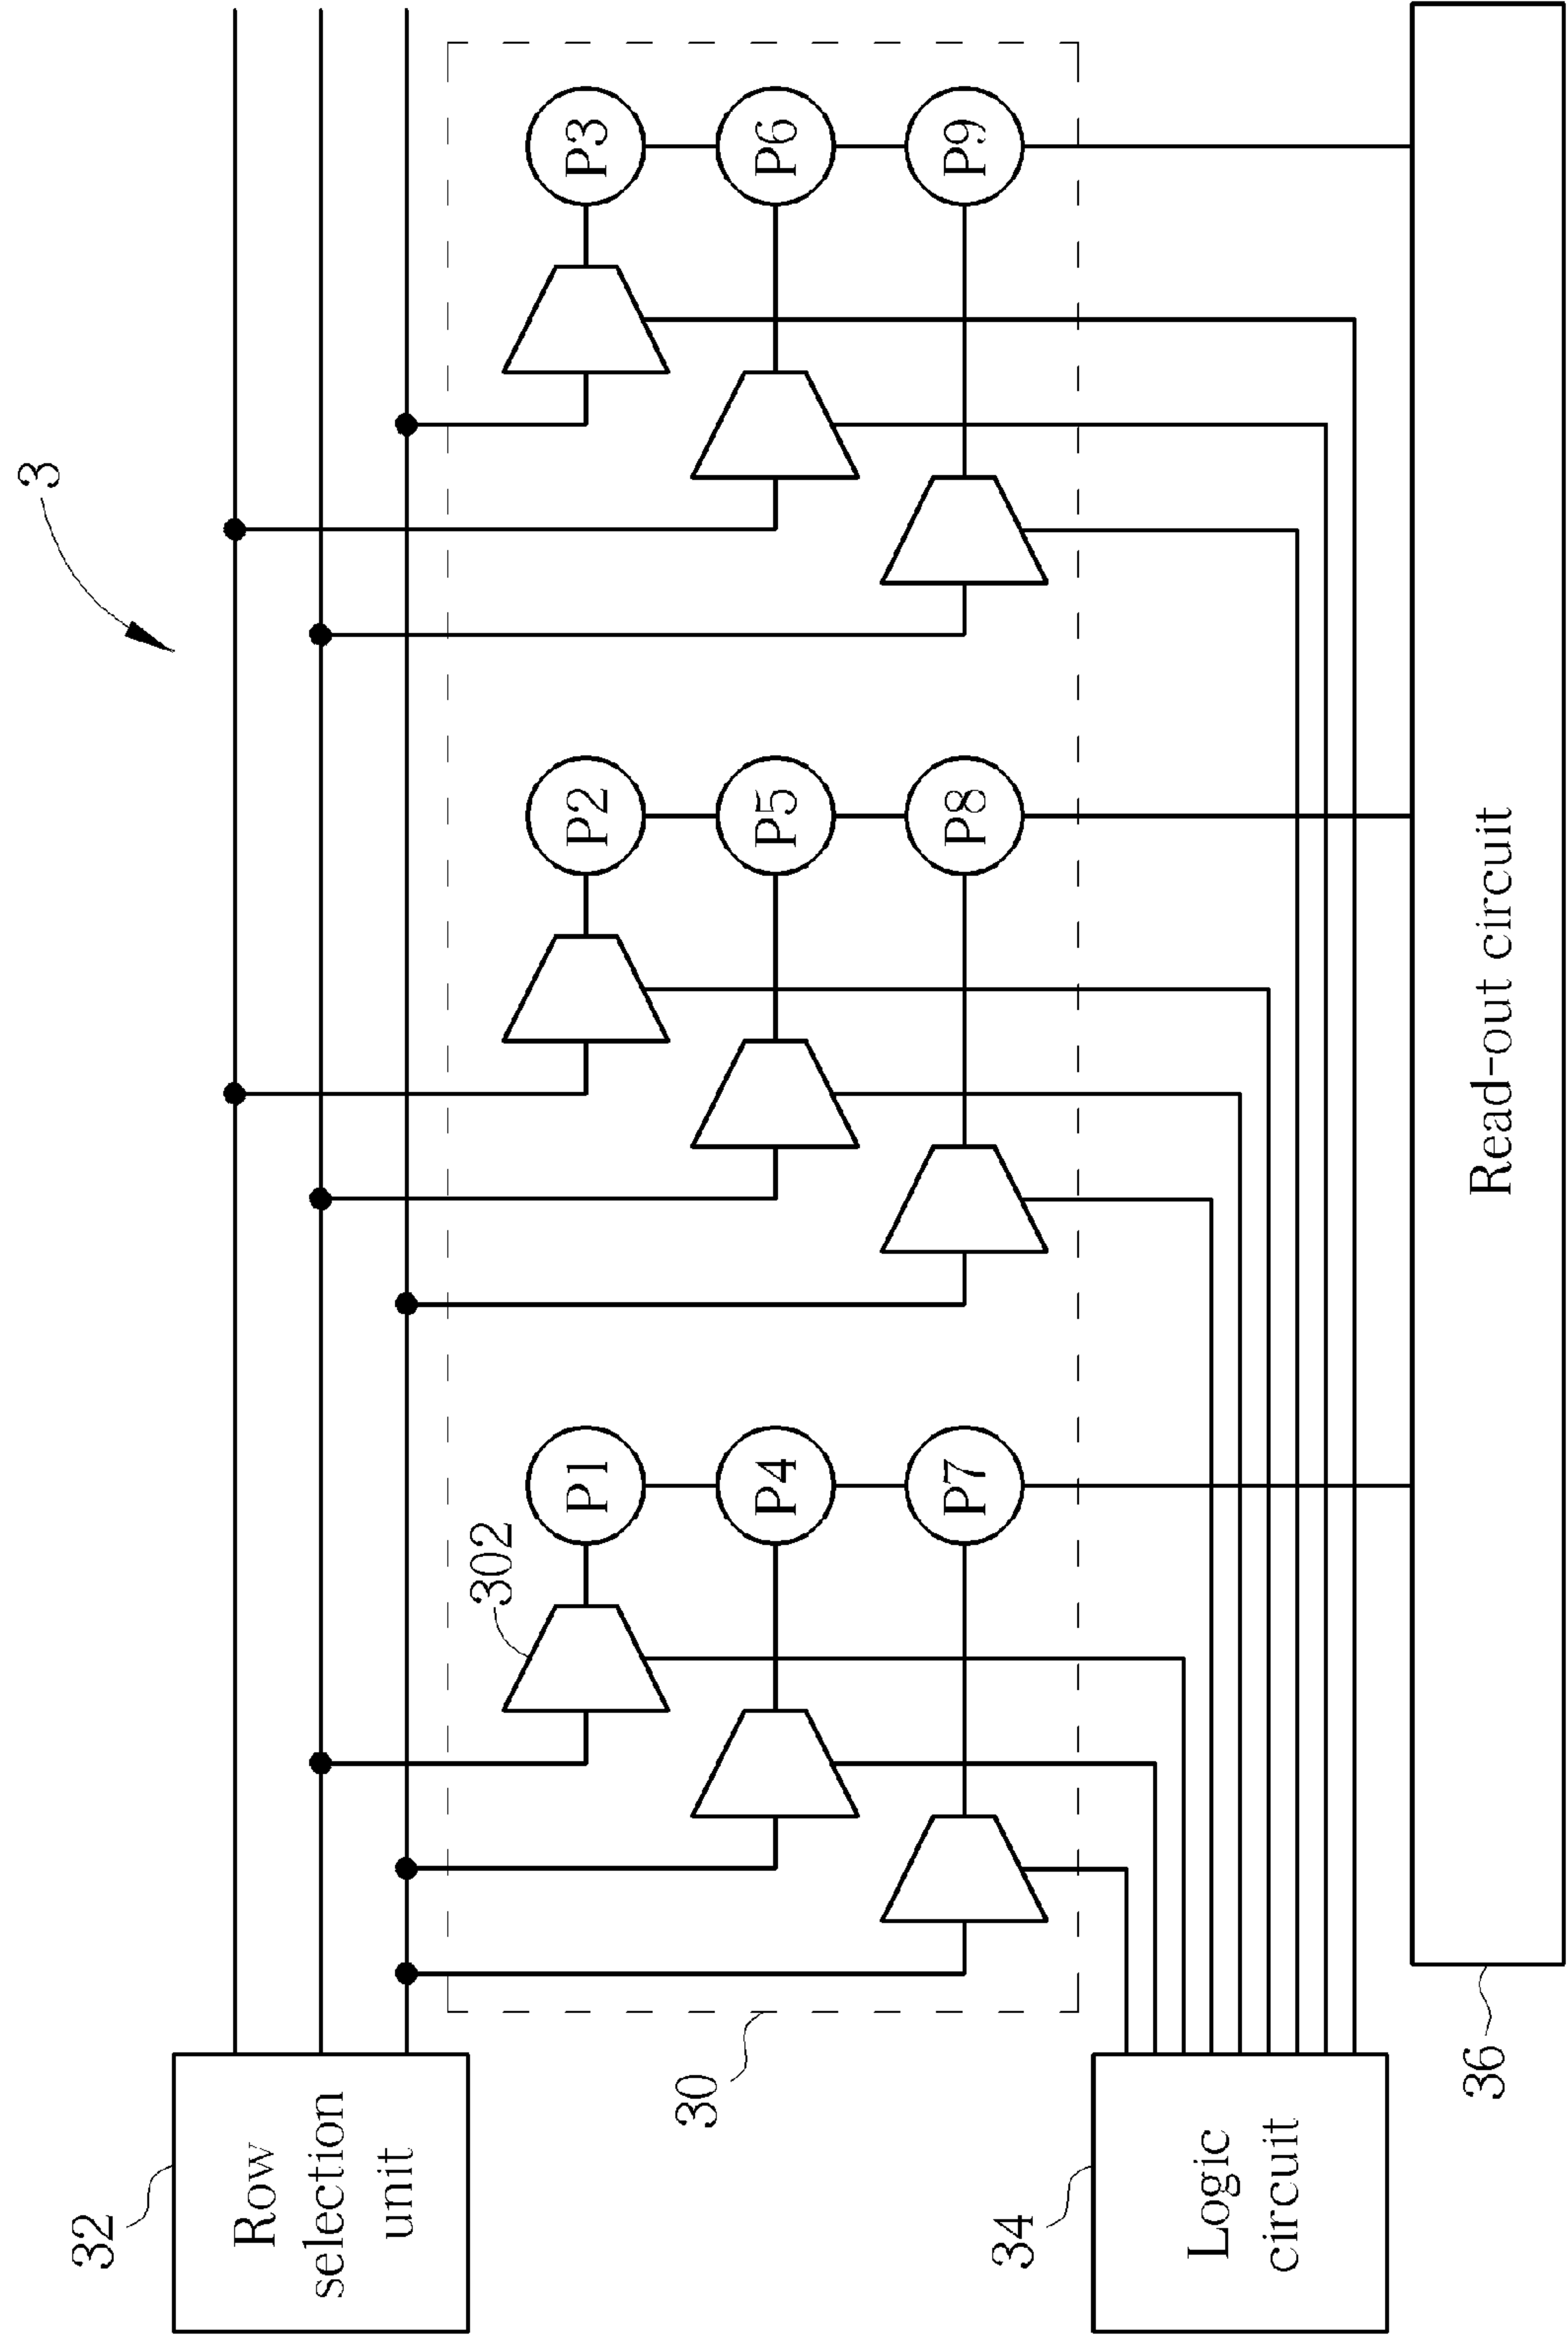 3
32
Row
selection
unit
30
302
P1
P2
P3
P4
P5
P6
P7
P8
P9
34
Logic
circuit
36
Read-out circuit